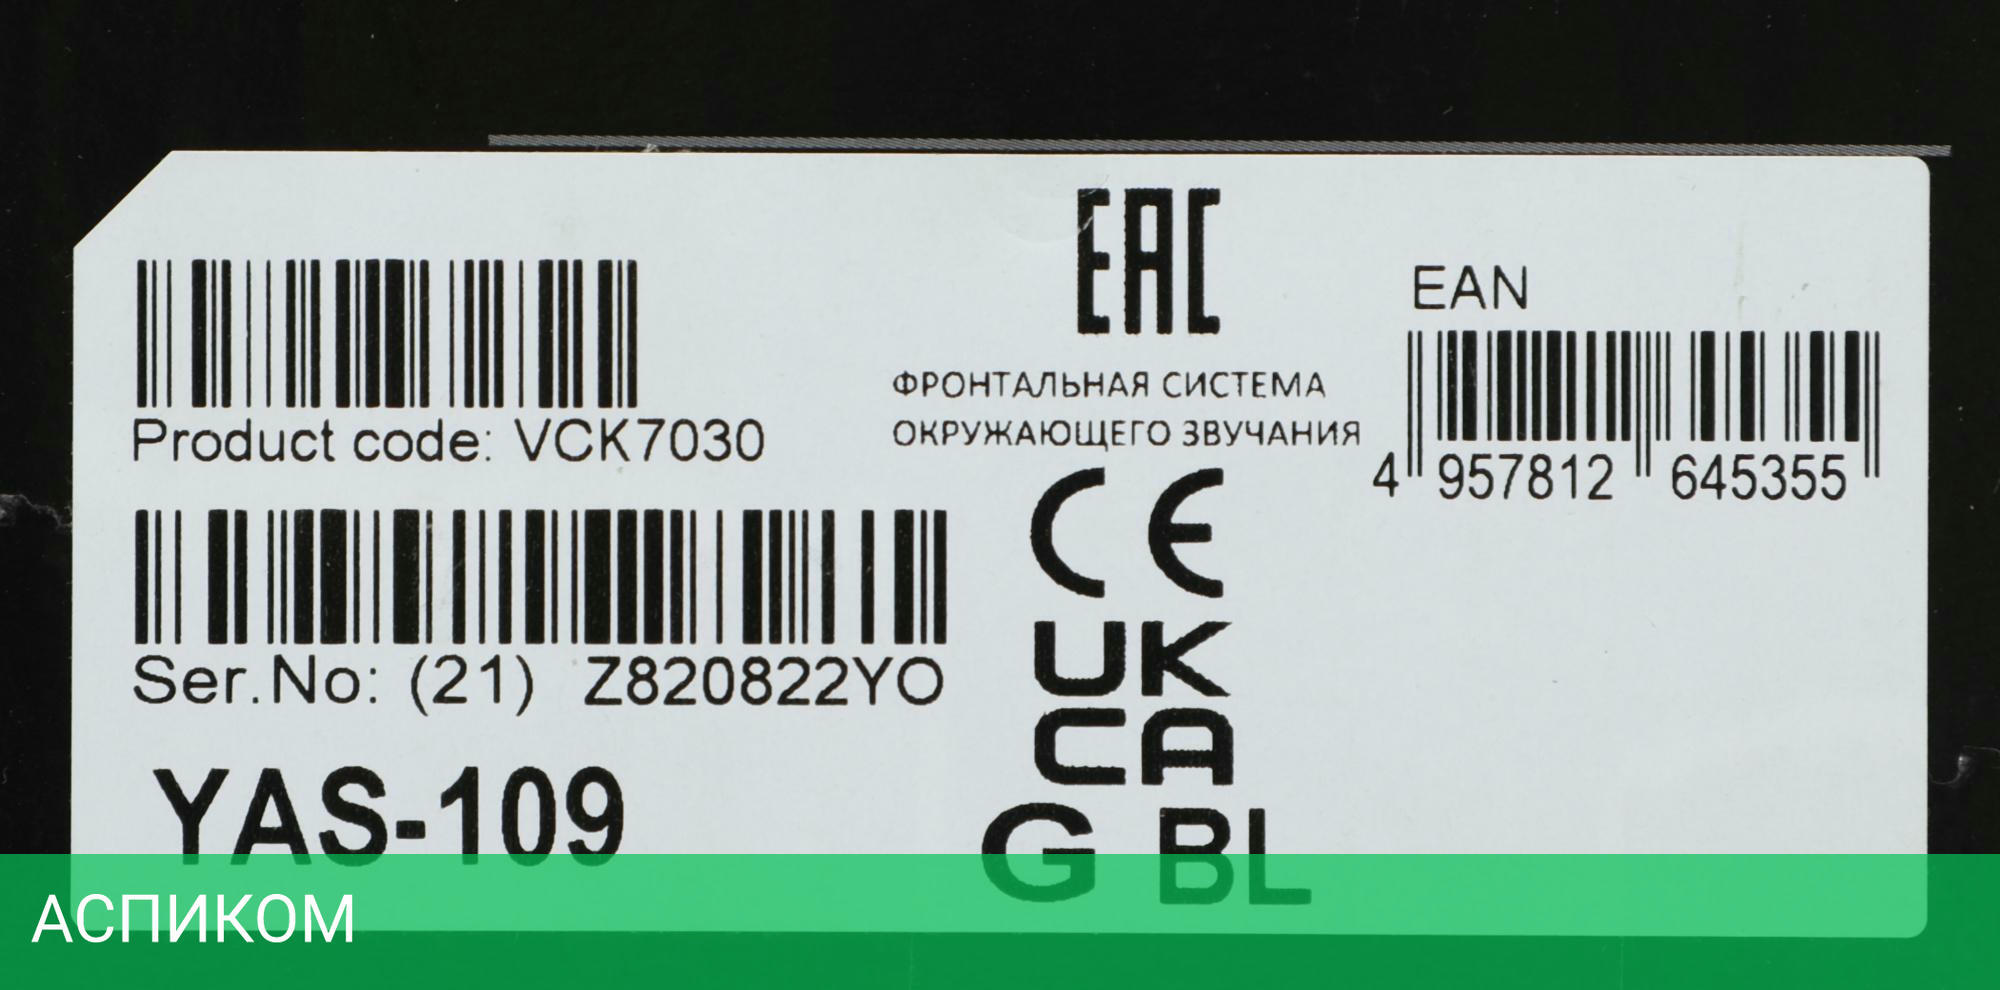 EAC
EAN
ФРОНТАЛЬНАЯ СИСТЕМА
ОКРУЖАЮЩЕГО ЗВУЧАНИЯ
4 957812 645355
Product code: VCK7030
CE
Ser.No: (21) Z820822YO
UK
CA
YAS-109
G BL
АСПИКОМ